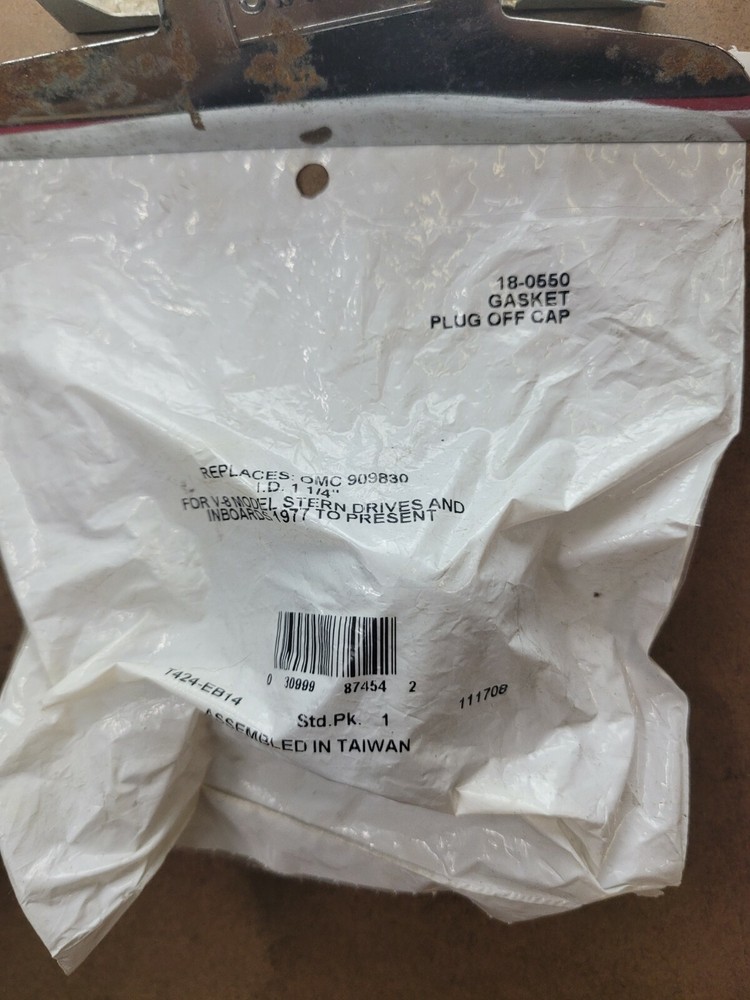 18-0550
GASKET
PLUG OFF CAP
REPLACES: OMC 909830
I.D. 1 1/4"
FOR V-8 MODEL STERN DRIVES AND
INBOARDS 1977 TO PRESENT
0 30999 87454 2
T424-EB14
111708
Std.Pk. 1
ASSEMBLED IN TAIWAN